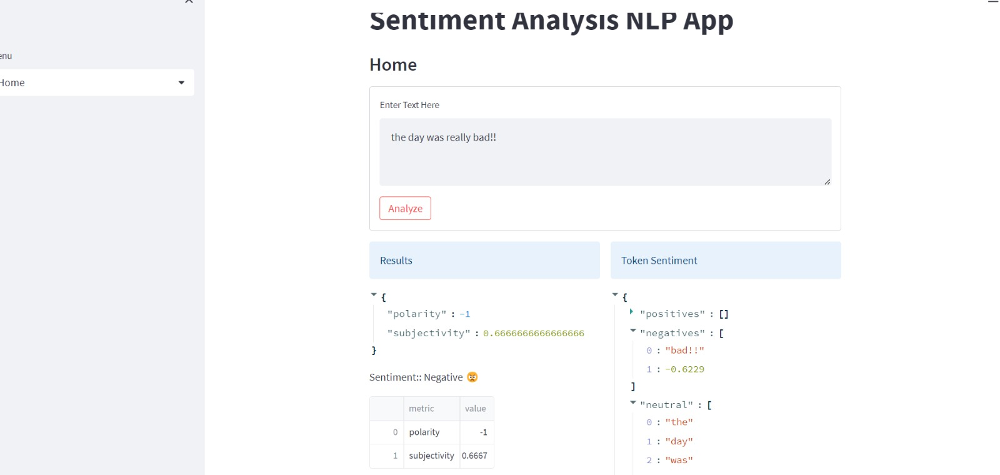 Sentiment Analysis NLP App
enu
Home
Home
Enter Text Here
the day was really bad!!
Analyze
Results
Token Sentiment
{
"polarity" : -1
"subjectivity" : 0.6666666666666666
}
Sentiment:: Negative 😠
metric value
0 polarity -1
1 subjectivity 0.6667
{
"positives" : []
"negatives" : [
0 : "bad!!"
1 : -0.6229
]
"neutral" : [
0 : "the"
1 : "day"
2 : "was"